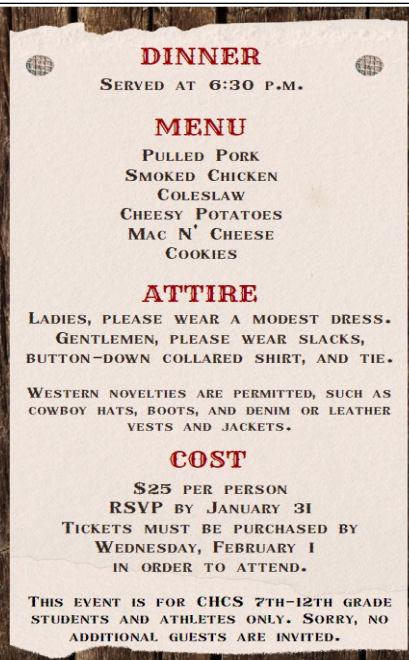 DINNER
SERVED AT 6:30 P.M.
MENU
PULLED PORK
SMOKED CHICKEN
COLESLAW
CHEESY POTATOES
MAC N' CHEESE
COOKIES
ATTIRE
LADIES, PLEASE WEAR A MODEST DRESS.
GENTLEMEN, PLEASE WEAR SLACKS,
BUTTON-DOWN COLLARED SHIRT, AND TIE.
WESTERN NOVELTIES ARE PERMITTED, SUCH AS
COWBOY HATS, BOOTS, AND DENIM OR LEATHER
VESTS AND JACKETS.
COST
$25 PER PERSON
RSVP BY JANUARY 31
TICKETS MUST BE PURCHASED BY
WEDNESDAY, FEBRUARY 1
IN ORDER TO ATTEND.
THIS EVENT IS FOR CHCS 7TH-12TH GRADE
STUDENTS AND ATHLETES ONLY. SORRY, NO
ADDITIONAL GUESTS ARE INVITED.